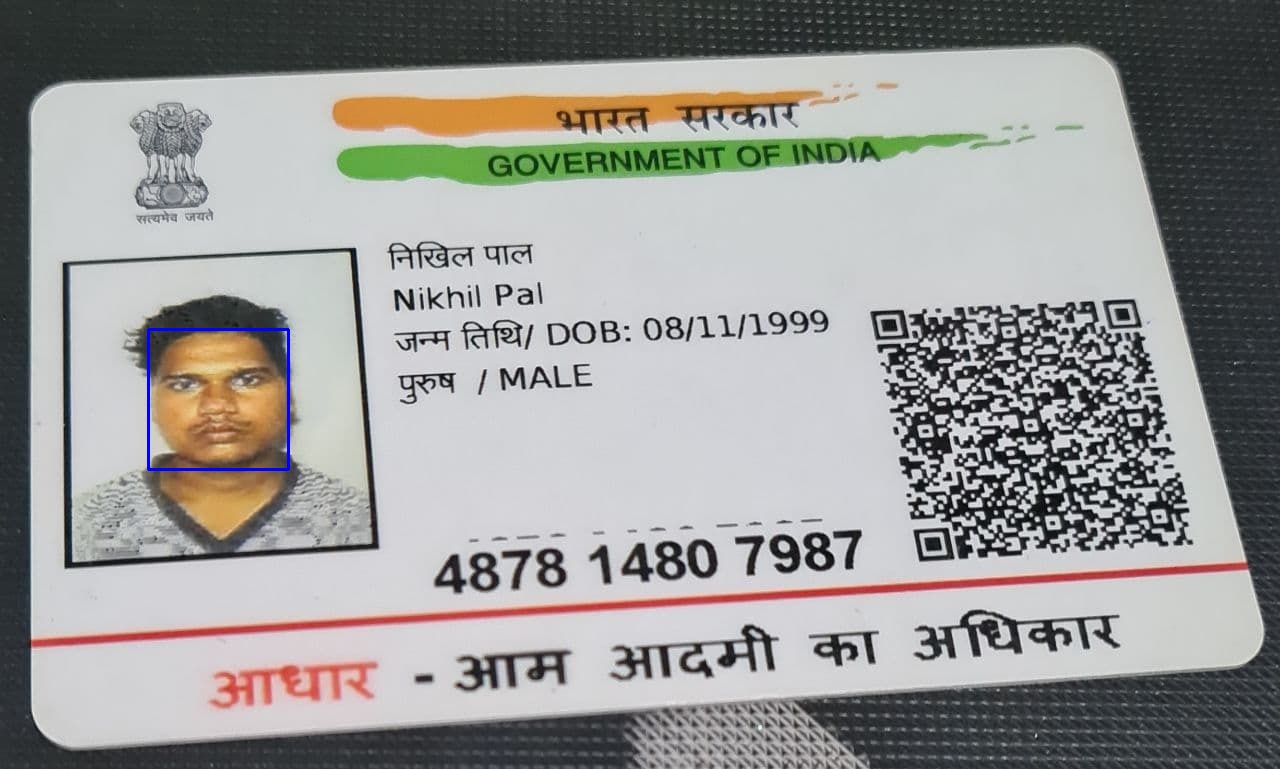 भारत सरकार
GOVERNMENT OF INDIA
सत्यमेव जयते
निखिल पाल
Nikhil Pal
जन्म तिथि/ DOB: 08/11/1999
पुरुष / MALE
4878 1480 7987
आधार - आम आदमी का अधिकार